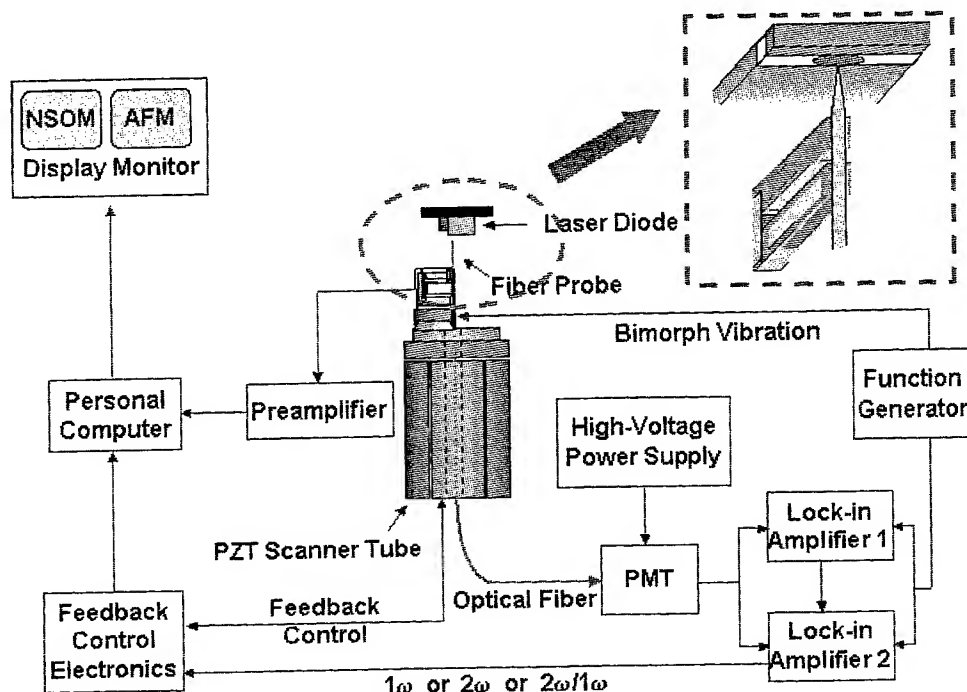 NSOM
AFM
Display Monitor
Laser Diode
Fiber Probe
Bimorph Vibration
Function
Generator
Personal
Computer
Preamplifier
High-Voltage
Power Supply
PZT Scanner Tube
Lock-in
Amplifier 1
PMT
Optical Fiber
Feedback
Control
Feedback
Control
Electronics
Lock-in
Amplifier 2
1ω or 2ω or 2ω/1ω